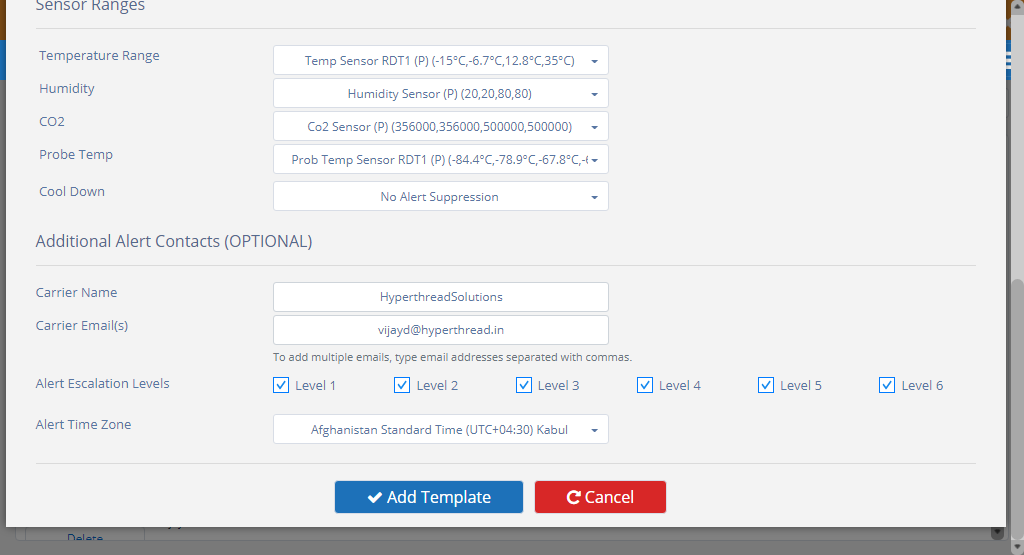 Sensor Ranges
Temperature Range
Temp Sensor RDT1 (P) (-15°C,-6.7°C,12.8°C,35°C)
Humidity
Humidity Sensor (P) (20,20,80,80)
CO2
Co2 Sensor (P) (356000,356000,500000,500000)
Probe Temp
Prob Temp Sensor RDT1 (P) (-84.4°C,-78.9°C,-67.8°C,-
Cool Down
No Alert Suppression
Additional Alert Contacts (OPTIONAL)
Carrier Name
HyperthreadSolutions
Carrier Email(s)
vijayd@hyperthread.in
To add multiple emails, type email addresses separated with commas.
Alert Escalation Levels
Level 1 Level 2 Level 3 Level 4 Level 5 Level 6
Alert Time Zone
Afghanistan Standard Time (UTC+04:30) Kabul
Add Template Cancel
Delete